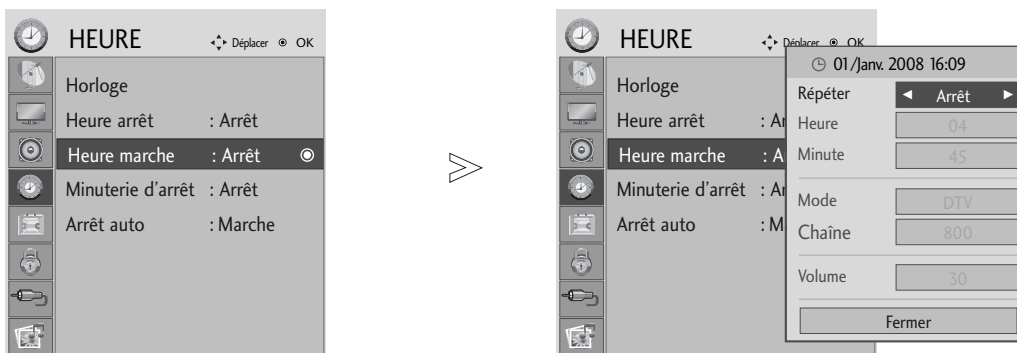 HEURE Déplacer OK
Horloge
Heure arrêt : Arrêt
Heure marche : Arrêt
Minuterie d'arrêt : Arrêt
Arrêt auto : Marche
HEURE Déplacer OK
Horloge
Heure arrêt : Ar
Heure marche : A
Minuterie d'arrêt : Ar
Arrêt auto : M
01/Janv. 2008 16:09
Répéter Arrêt
Heure 04
Minute 45
Mode DTV
Chaîne 800
Volume 30
Fermer